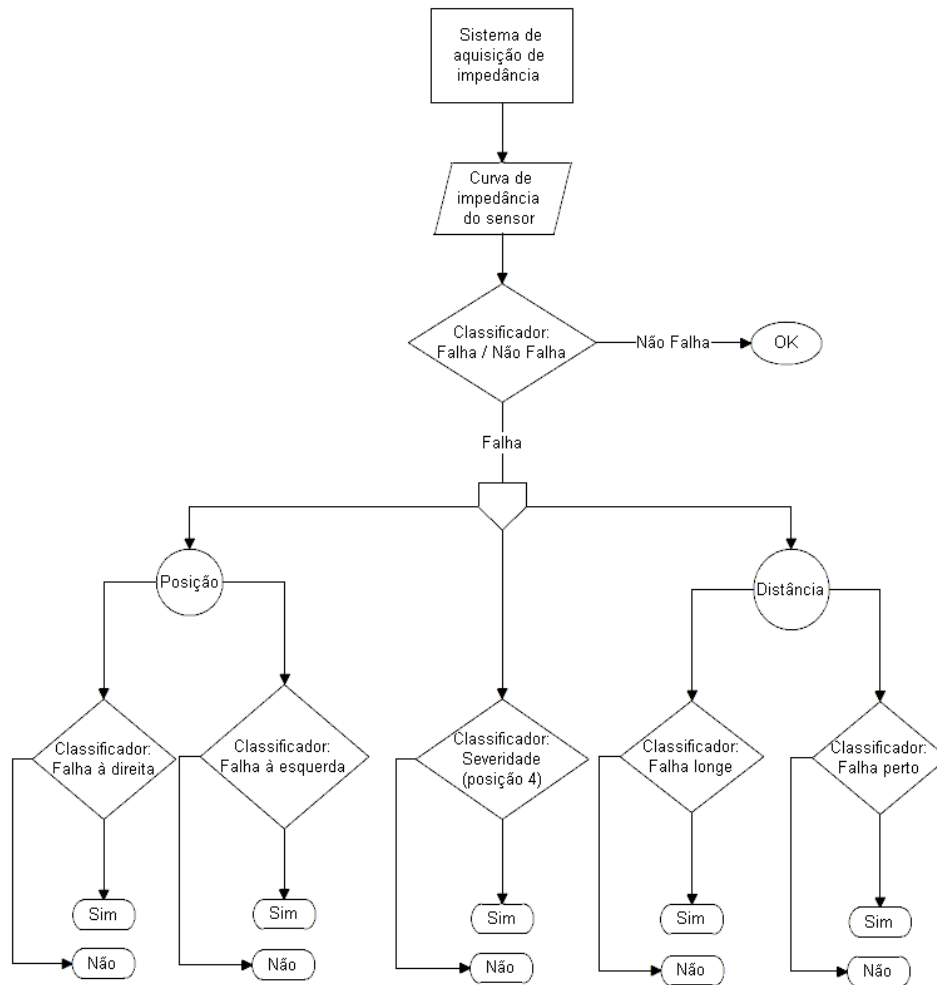 Sistema de
aquisição de
impedância
Curva de
impedância
do sensor
Classificador:
Falha / Não Falha
Não Falha
OK
Falha
Posição
Distância
Classificador:
Falha à direita
Classificador:
Falha à esquerda
Classificador:
Severidade
(posição 4)
Classificador:
Falha longe
Classificador:
Falha perto
Sim
Sim
Sim
Sim
Sim
Não
Não
Não
Não
Não